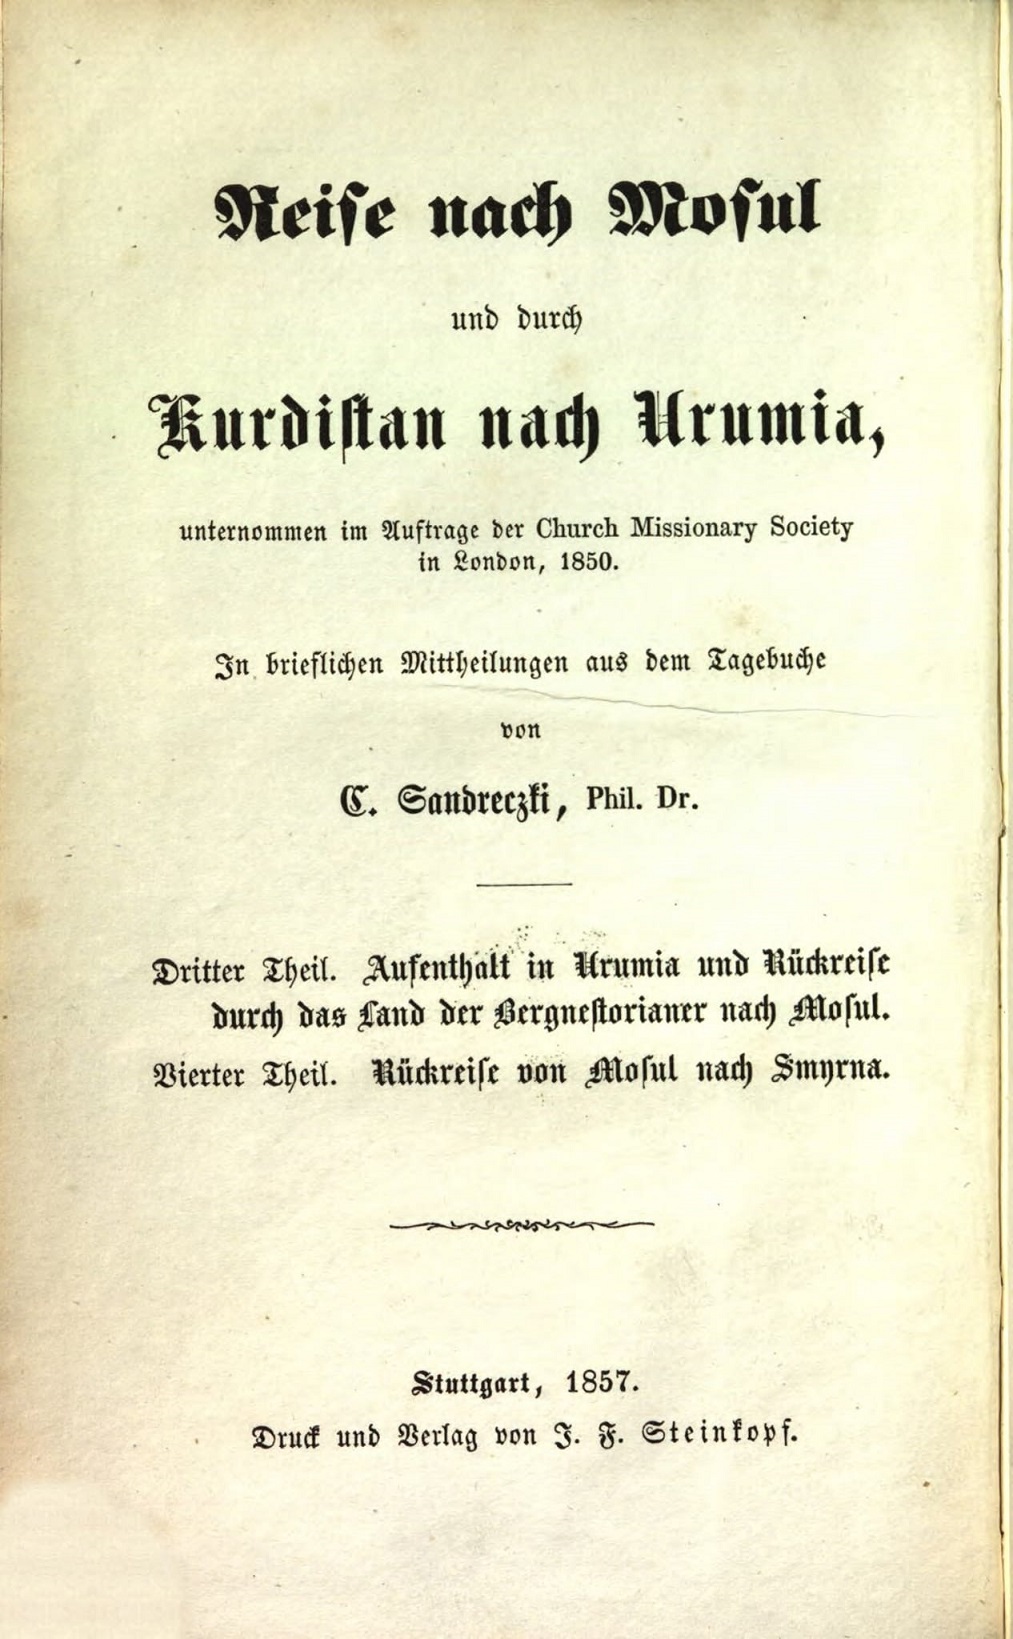 Reise nach Mosul
und durch
Kurdistan nach Urumia,
unternommen im Auftrage der Church Missionary Society
in London, 1850.
In brieflichen Mittheilungen aus dem Tagebuche
von
C. Sandreczki, Phil. Dr.
Dritter Theil. Aufenthalt in Urumia und Rückreise
durch das Land der Bergnestorianer nach Mosul.
Vierter Theil. Rückreise von Mosul nach Smyrna.
Stuttgart, 1857.
Druck und Verlag von J. F. Steinkopf.